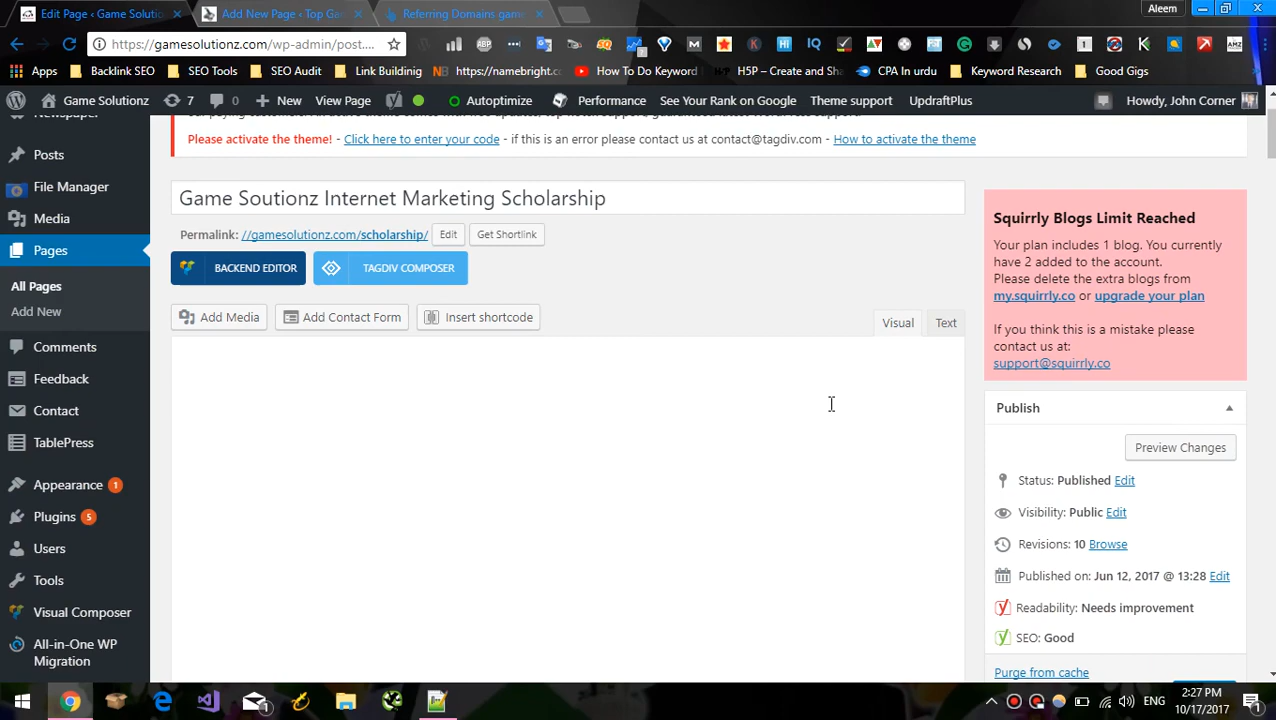 Edit Page ‹ Game Solutio
Add New Page ‹ Top Ga
Referring Domains gam
Aleem
https://gamesolutionz.com/wp-admin/post....
Apps
Backlink SEO
SEO Tools
SEO Audit
Link Buildinig
https://namebright.c
How To Do Keyword
H5P – Create and Sha
CPA In urdu
Keyword Research
Good Gigs
Game Solutionz
7
0
New
View Page
Autoptimize
Performance
See Your Rank on Google
Theme support
UpdraftPlus
Howdy, John Corner
Please activate the theme! - Click here to enter your code - if this is an error please contact us at contact@tagdiv.com - How to activate the theme
Posts
File Manager
Media
Pages
All Pages
Add New
Comments
Feedback
Contact
TablePress
Appearance 1
Plugins 5
Users
Tools
Visual Composer
All-in-One WP
Migration
Game Soutionz Internet Marketing Scholarship
Permalink: //gamesolutionz.com/scholarship/ Edit Get Shortlink
BACKEND EDITOR
TAGDIV COMPOSER
Add Media
Add Contact Form
Insert shortcode
Visual
Text
Squirrly Blogs Limit Reached
Your plan includes 1 blog. You currently
have 2 added to the account.
Please delete the extra blogs from
my.squirrly.co or upgrade your plan
If you think this is a mistake please
contact us at:
support@squirrly.co
Publish
Preview Changes
Status: Published Edit
Visibility: Public Edit
Revisions: 10 Browse
Published on: Jun 12, 2017 @ 13:28 Edit
Readability: Needs improvement
SEO: Good
Purge from cache
ENG
2:27 PM
10/17/2017